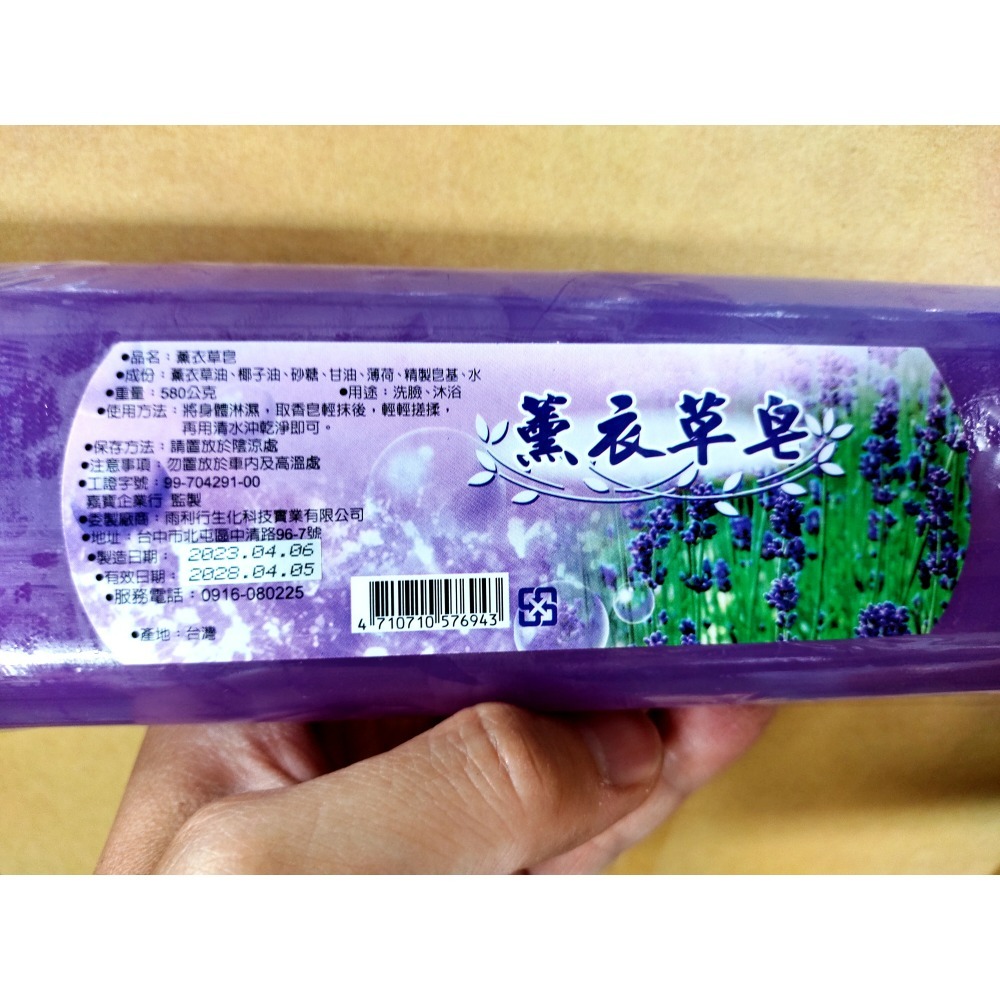 ●品名：薰衣草皂
●成份：薰衣草油、椰子油、砂糖、甘油、薄荷、精製皂基、水
●重量：580公克 ●用途：洗臉、沐浴
●使用方法：將身體淋濕，取香皂輕抹後，輕輕搓揉，
再用清水沖乾淨即可。
●保存方法：請置放於陰涼處
●注意事項：勿置放於車內及高溫處
●工證字號：99-704291-00
嘉寶企業行 監製
●委製廠商：雨利行生化科技實業有限公司
●地址：台中市北屯區中清路96-7號
●製造日期：2023.04.06
●有效日期：2028.04.05
●服務電話：0916-080225
●產地：台灣
4 710710 576943
薰衣草皂